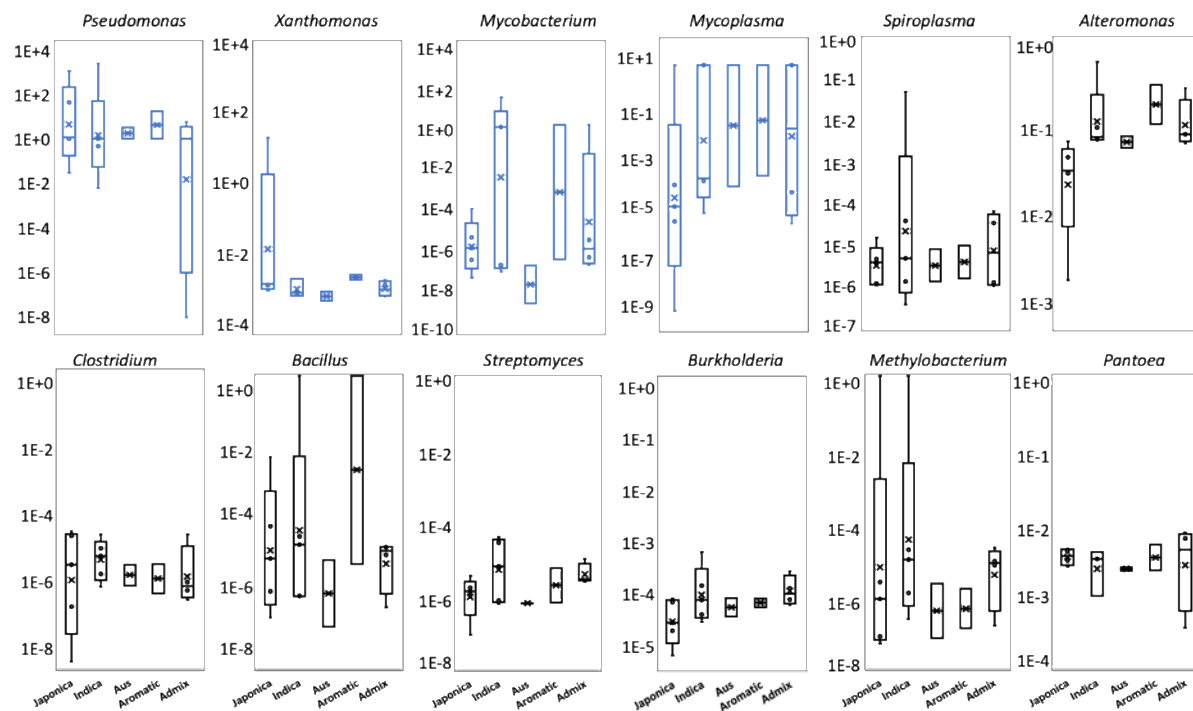 Pseudomonas
Xanthomonas
Mycobacterium
Mycoplasma
Spiroplasma
Alteromonas
1E+4
1E+2
1E+0
1E-2
1E-4
1E-6
1E-8
1E+4
1E+2
1E+0
1E-2
1E-4
1E+4
1E+2
1E+0
1E-2
1E-4
1E-6
1E-8
1E-10
1E+1
1E-1
1E-3
1E-5
1E-7
1E-9
1E+0
1E-1
1E-2
1E-3
1E-4
1E-5
1E-6
1E-7
1E+0
1E-1
1E-2
1E-3
Clostridium
Bacillus
Streptomyces
Burkholderia
Methylobacterium
Pantoea
1E+0
1E-2
1E-4
1E-6
1E-8
1E+0
1E-2
1E-4
1E-6
1E-8
1E+0
1E-2
1E-4
1E-6
1E-8
1E+0
1E-1
1E-2
1E-3
1E-4
1E-5
1E+0
1E-2
1E-4
1E-6
1E-8
1E+0
1E-1
1E-2
1E-3
1E-4
Japonica
Indica
Aus
Aromatic
Admix
Japonica
Indica
Aus
Aromatic
Admix
Japonica
Indica
Aus
Aromatic
Admix
Japonica
Indica
Aus
Aromatic
Admix
Japonica
Indica
Aus
Aromatic
Admix
Japonica
Indica
Aus
Aromatic
Admix